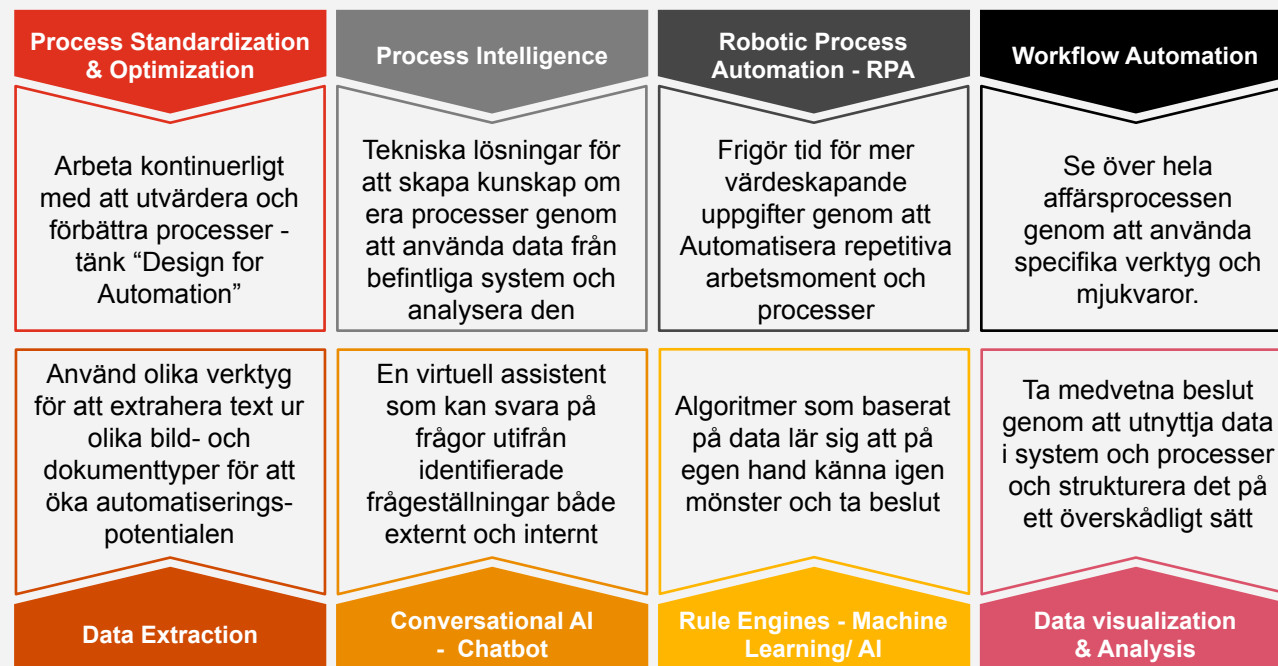 Process Standardization
& Optimization
Arbeta kontinuerligt
med att utvärdera och
förbättra processer -
tänk “Design for
Automation”
Process Intelligence
Tekniska lösningar för
att skapa kunskap om
era processer genom
att använda data från
befintliga system och
analysera den
Robotic Process
Automation - RPA
Frigör tid för mer
värdeskapande
uppgifter genom att
Automatisera repetitiva
arbetsmoment och
processer
Workflow Automation
Se över hela
affärsprocessen
genom att använda
specifika verktyg och
mjukvaror.
Använd olika verktyg
för att extrahera text ur
olika bild- och
dokumenttyper för att
öka automatiserings-
potentialen
Data Extraction
En virtuell assistent
som kan svara på
frågor utifrån
identifierade
frågeställningar både
externt och internt
Conversational AI
- Chatbot
Algoritmer som baserat
på data lär sig att på
egen hand känna igen
mönster och ta beslut
Rule Engines - Machine
Learning/ AI
Ta medvetna beslut
genom att utnyttja data
i system och processer
och strukturera det på
ett överskådligt sätt
Data visualization
& Analysis